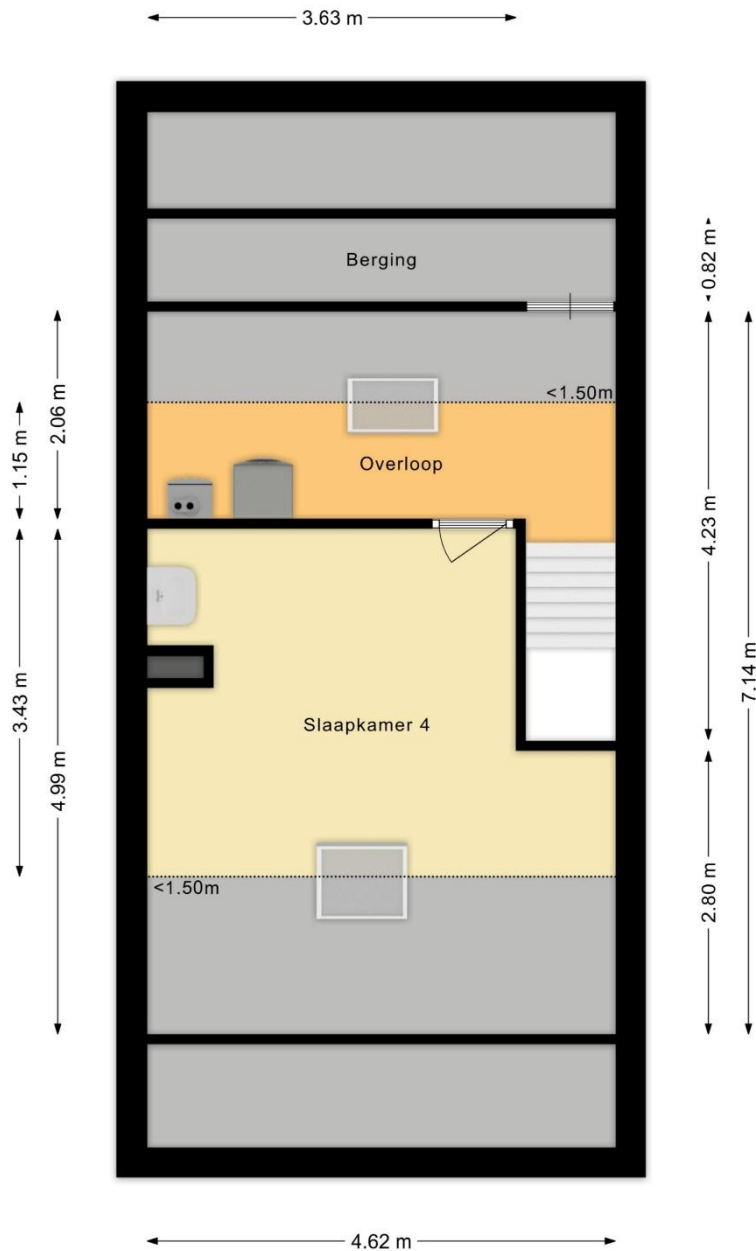 3.63 m
Berging
0.82 m
<1.50m
2.06 m
1.15 m
Overloop
4.23 m
7.14 m
3.43 m
4.99 m
Slaapkamer 4
<1.50m
2.80 m
4.62 m